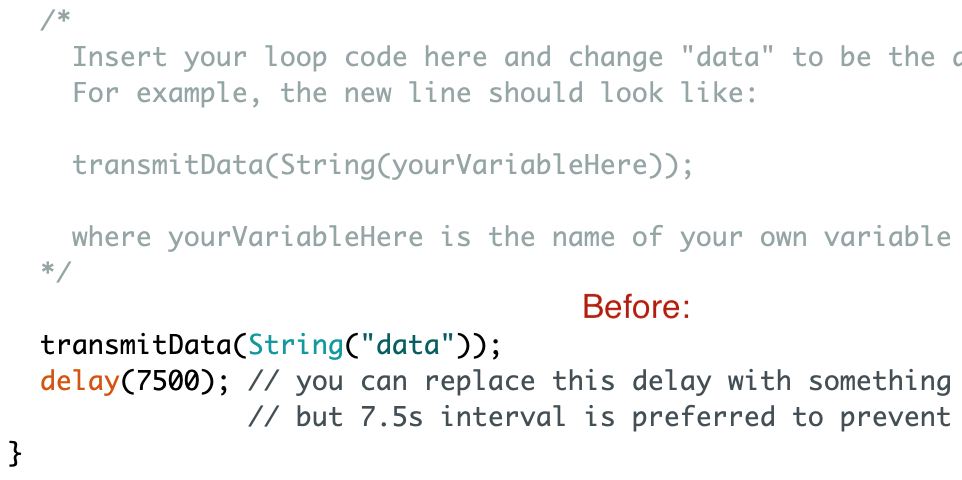 /*
Insert your loop code here and change "data" to be the
For example, the new line should look like:
transmitData(String(yourVariableHere));
where yourVariableHere is the name of your own variable
*/
Before:
transmitData(String("data"));
delay(7500); // you can replace this delay with something
// but 7.5s interval is preferred to prevent
}